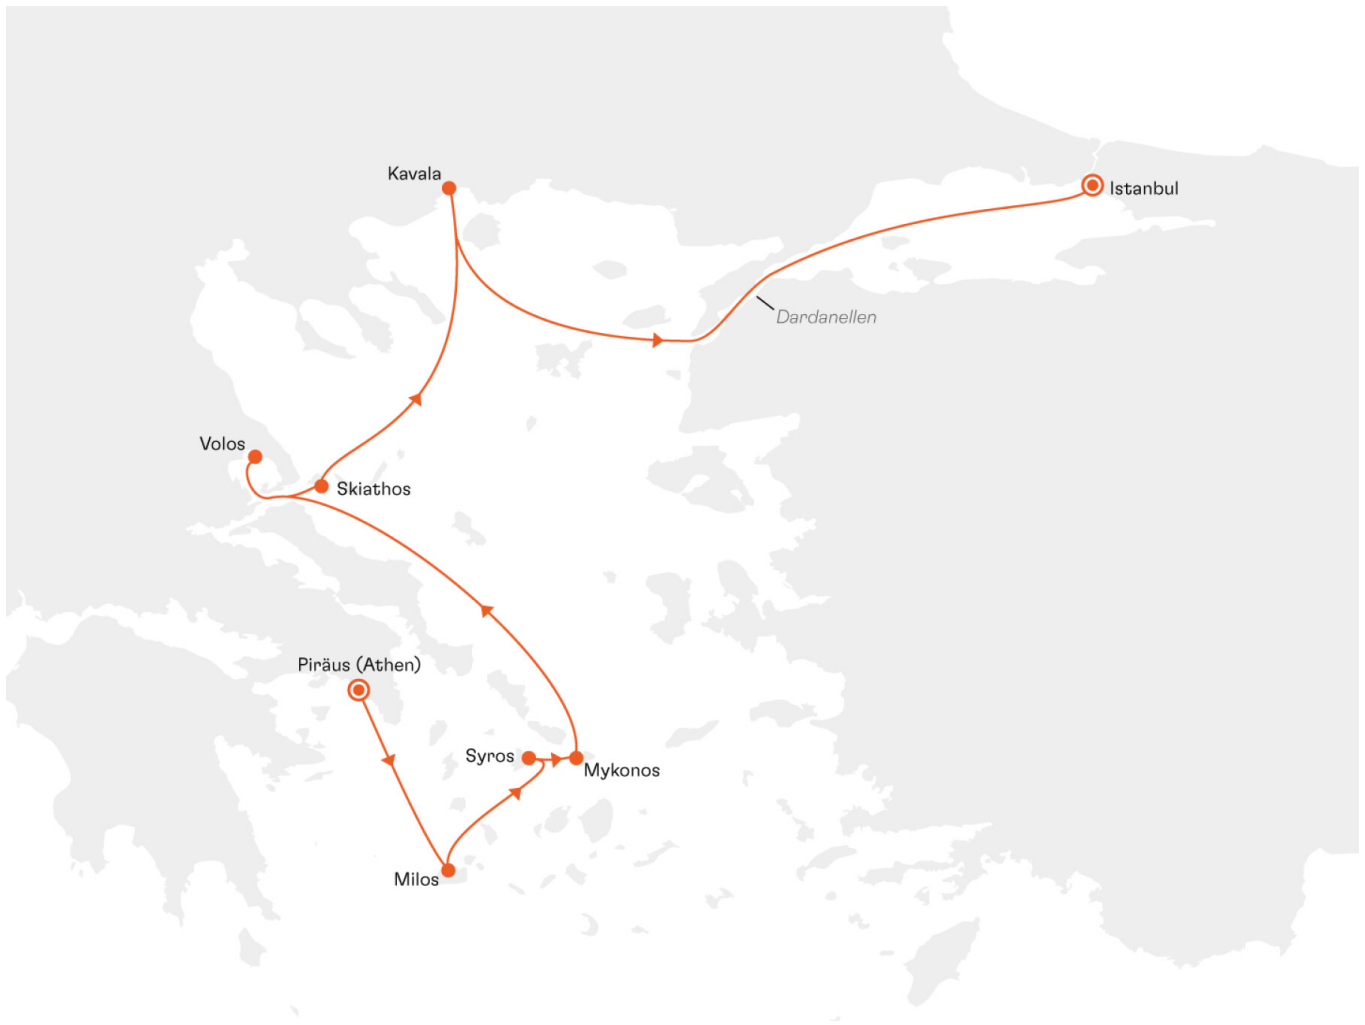 Kavala
Istanbul
Dardanellen
Volos
Skiathos
Piräus (Athen)
Syros
Mykonos
Milos